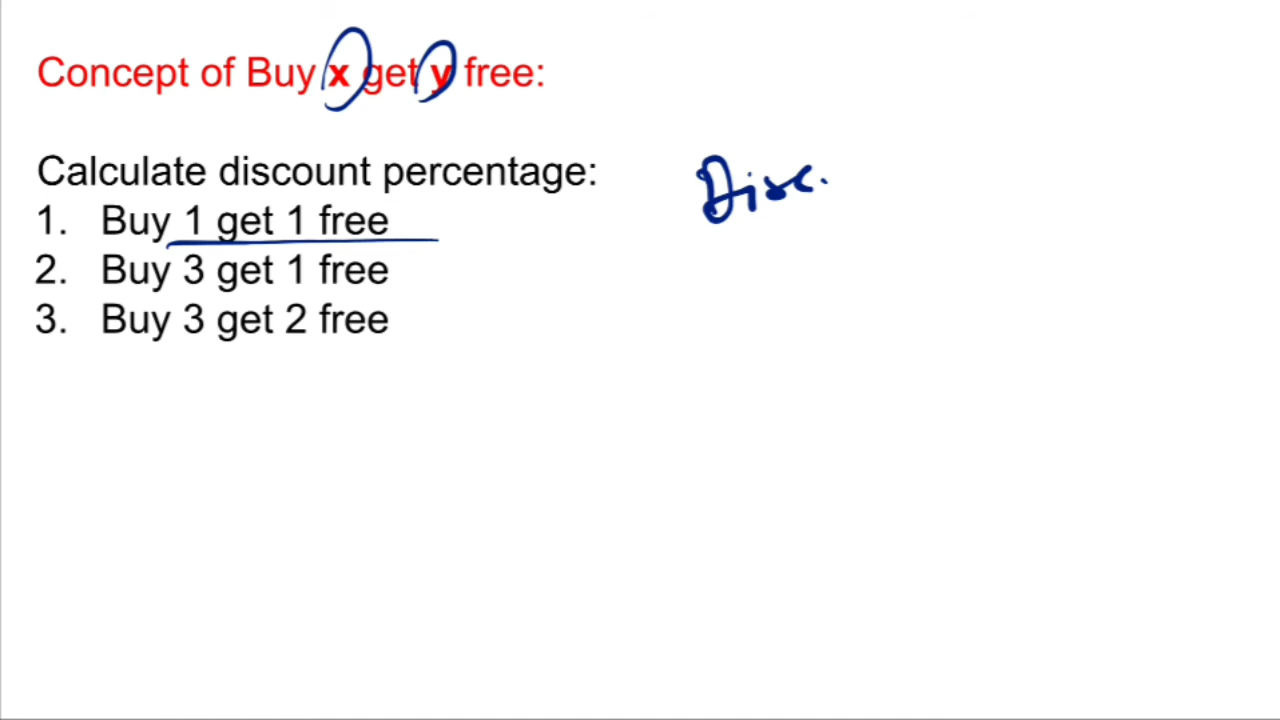 Concept of Buy x get y free:
Calculate discount percentage:
Disc.
1. Buy 1 get 1 free
2. Buy 3 get 1 free
3. Buy 3 get 2 free